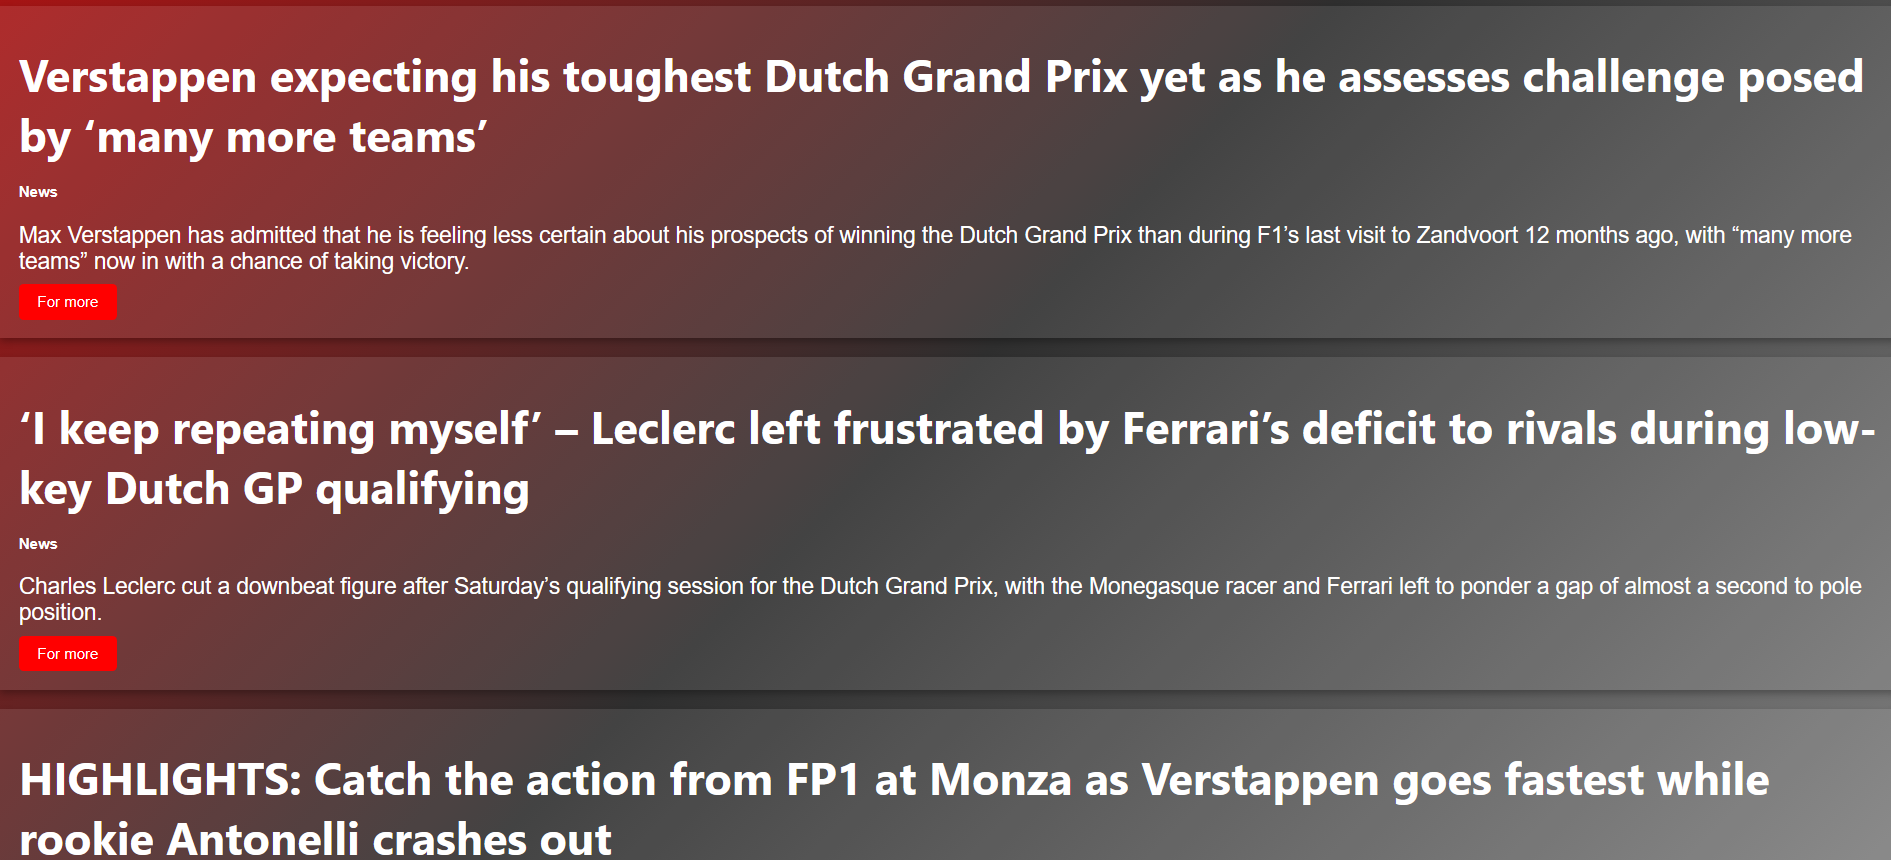 Verstappen expecting his toughest Dutch Grand Prix yet as he assesses challenge posed
by ‘many more teams’
News
Max Verstappen has admitted that he is feeling less certain about his prospects of winning the Dutch Grand Prix than during F1’s last visit to Zandvoort 12 months ago, with “many more
teams” now in with a chance of taking victory.
For more
‘I keep repeating myself’ – Leclerc left frustrated by Ferrari’s deficit to rivals during low-
key Dutch GP qualifying
News
Charles Leclerc cut a downbeat figure after Saturday’s qualifying session for the Dutch Grand Prix, with the Monegasque racer and Ferrari left to ponder a gap of almost a second to pole
position.
For more
HIGHLIGHTS: Catch the action from FP1 at Monza as Verstappen goes fastest while
rookie Antonelli crashes out